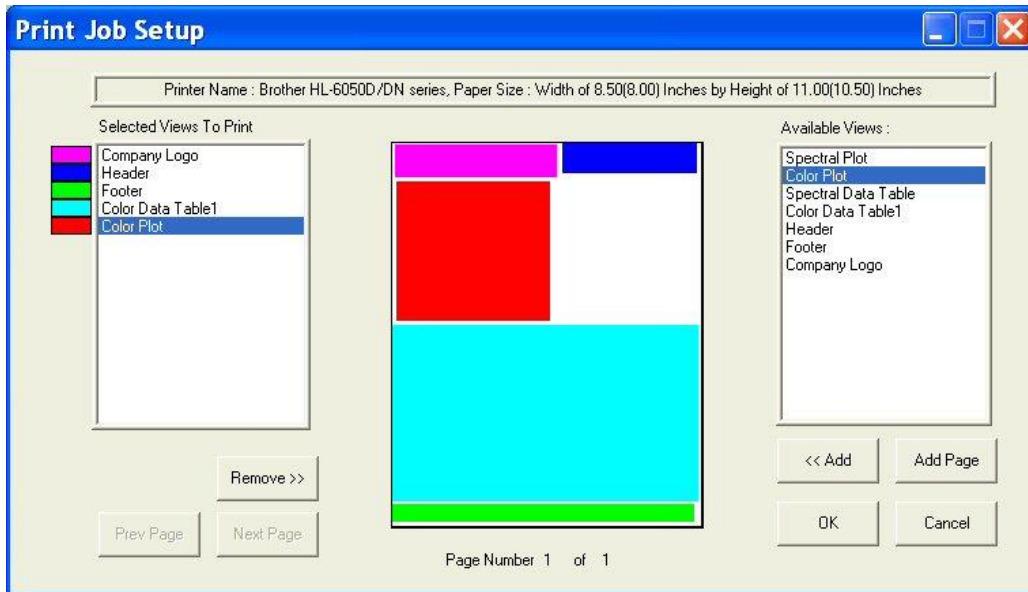 Print Job Setup
Printer Name : Brother HL-6050D/DN series, Paper Size : Width of 8.50(8.00) Inches by Height of 11.00(10.50) Inches
Selected Views To Print
Company Logo
Header
Footer
Color Data Table1
Color Plot
Remove >>
Prev Page
Next Page
Page Number 1 of 1
Available Views :
Spectral Plot
Color Plot
Spectral Data Table
Color Data Table1
Header
Footer
Company Logo
<< Add
Add Page
OK
Cancel